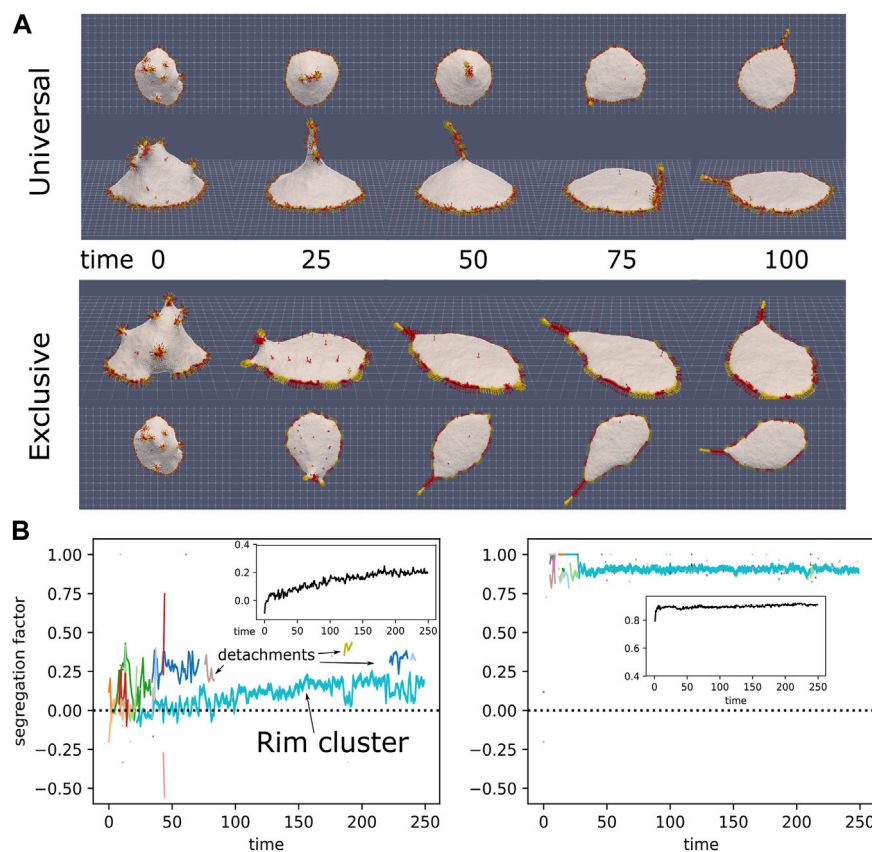 A
Universal
time 0 25 50 75 100
Exclusive
B
segregation factor
1.00
0.75
0.50
0.25
0.00
−0.25
−0.50
0.4
0.2
0.0
time 0 50 100 150 200 250
detachments
Rim cluster
0 50 100 150 200 250
time
1.00
0.75
0.50
0.25
0.00
−0.25
−0.50
0.8
0.6
0.4
0 50 100 150 200 250
time
0 50 100 150 200 250
time